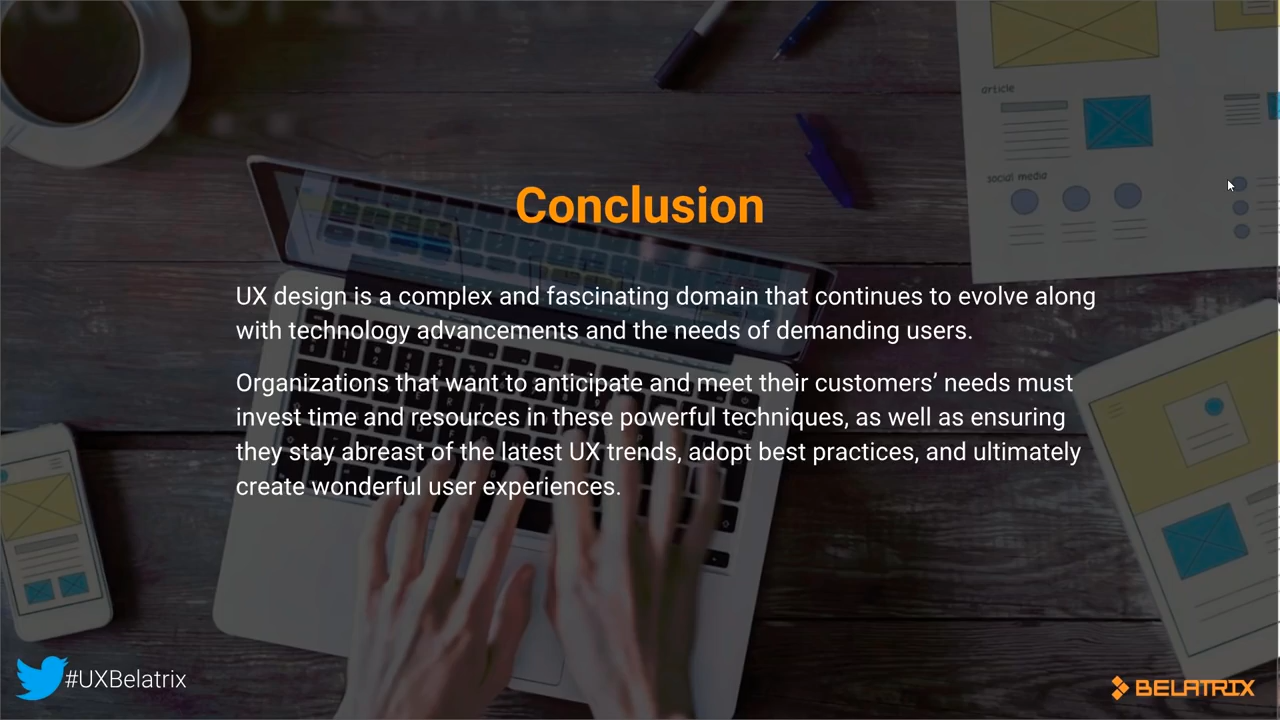 article
social media
Conclusion
UX design is a complex and fascinating domain that continues to evolve along
with technology advancements and the needs of demanding users.
Organizations that want to anticipate and meet their customers’ needs must
invest time and resources in these powerful techniques, as well as ensuring
they stay abreast of the latest UX trends, adopt best practices, and ultimately
create wonderful user experiences.
#UXBelatrix
BELATRIX